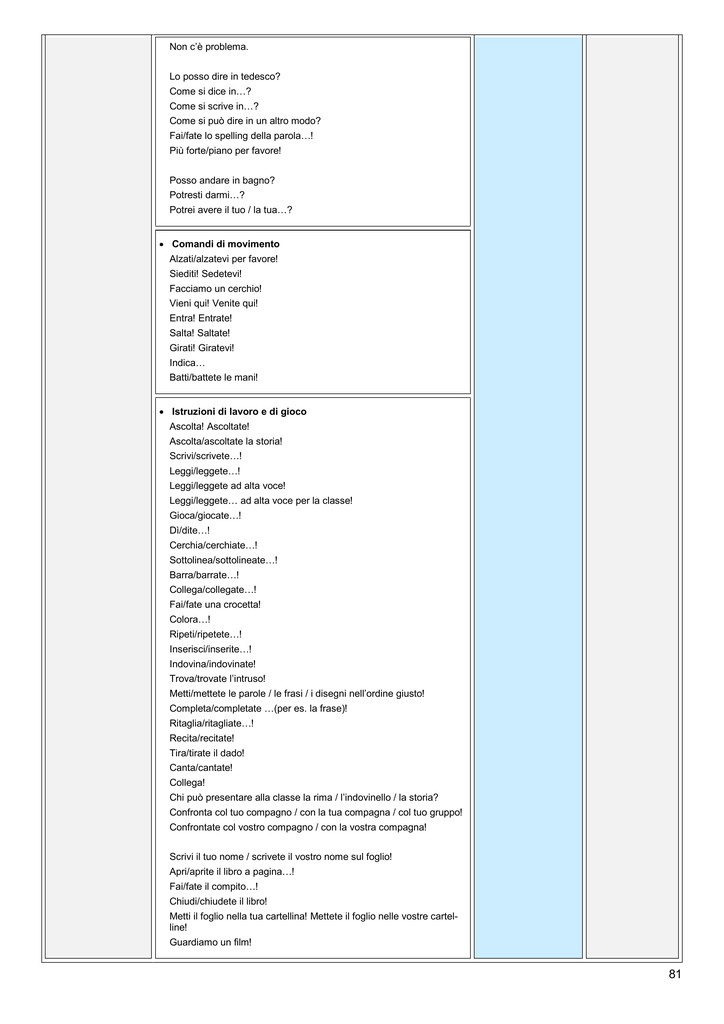 Non c'è problema.
Lo posso dire in tedesco?
Come si dice in…?
Come si scrive in…?
Come si può dire in un altro modo?
Fai/fate lo spelling della parola…!
Più forte/piano per favore!
Posso andare in bagno?
Potresti darmi…?
Potrei avere il tuo / la tua…?
• Comandi di movimento
Alzati/alzatevi per favore!
Siediti! Sedetevi!
Facciamo un cerchio!
Vieni qui! Venite qui!
Entra! Entrate!
Salta! Saltate!
Girati! Giratevi!
Indica…
Batti/battete le mani!
• Istruzioni di lavoro e di gioco
Ascolta! Ascoltate!
Ascolta/ascoltate la storia!
Scrivi/scrivete…!
Leggi/leggete…!
Leggi/leggete ad alta voce!
Leggi/leggete… ad alta voce per la classe!
Gioca/giocate…!
Dì/dite…!
Cerchia/cerchiate…!
Sottolinea/sottolineate…!
Barra/barrate…!
Collega/collegate…!
Fai/fate una crocetta!
Colora…!
Ripeti/ripetete…!
Inserisci/inserite…!
Indovina/indovinate!
Trova/trovate l'intruso!
Metti/mettete le parole / le frasi / i disegni nell'ordine giusto!
Completa/completate …(per es. la frase)!
Ritaglia/ritagliate…!
Recita/recitate!
Tira/tirate il dado!
Canta/cantate!
Collega!
Chi può presentare alla classe la rima / l'indovinello / la storia?
Confronta col tuo compagno / con la tua compagna / col tuo gruppo!
Confrontate col vostro compagno / con la vostra compagna!
Scrivi il tuo nome / scrivete il vostro nome sul foglio!
Apri/aprite il libro a pagina…!
Fai/fate il compito…!
Chiudi/chiudete il libro!
Metti il foglio nella tua cartellina! Mettete il foglio nelle vostre cartel-
line!
Guardiamo un film!
81